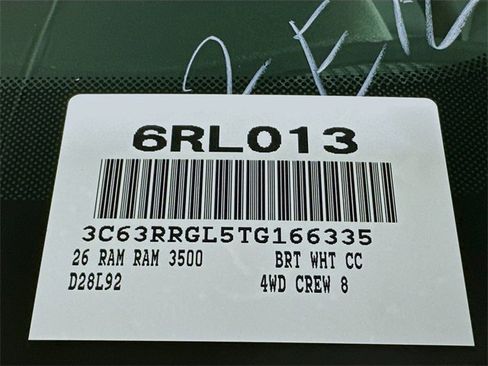 6RL013
3C63RRGL5TG166335
26 RAM RAM 3500 BRT WHT CC
D28L92 4WD CREW 8